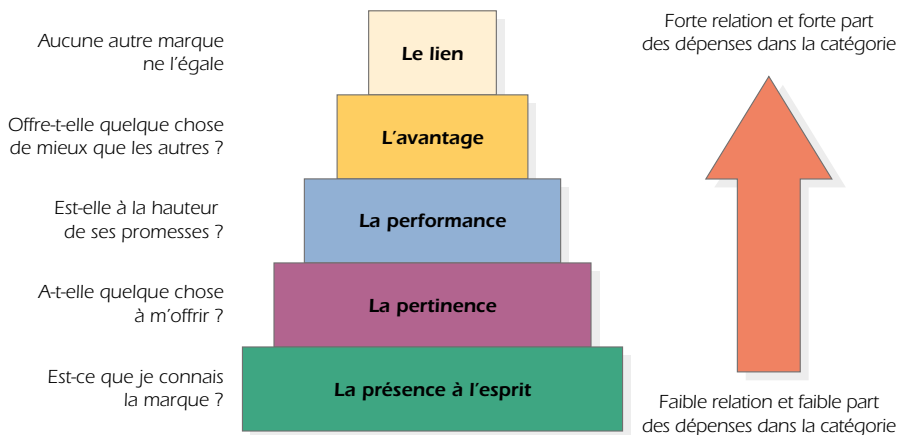 Aucune autre marque
ne l'égale
Le lien
Forte relation et forte part
des dépenses dans la catégorie
Offre-t-elle quelque chose
de mieux que les autres ?
L'avantage
Est-elle à la hauteur
de ses promesses ?
La performance
A-t-elle quelque chose
à m'offrir ?
La pertinence
Est-ce que je connais
la marque ?
La présence à l'esprit
Faible relation et faible part
des dépenses dans la catégorie